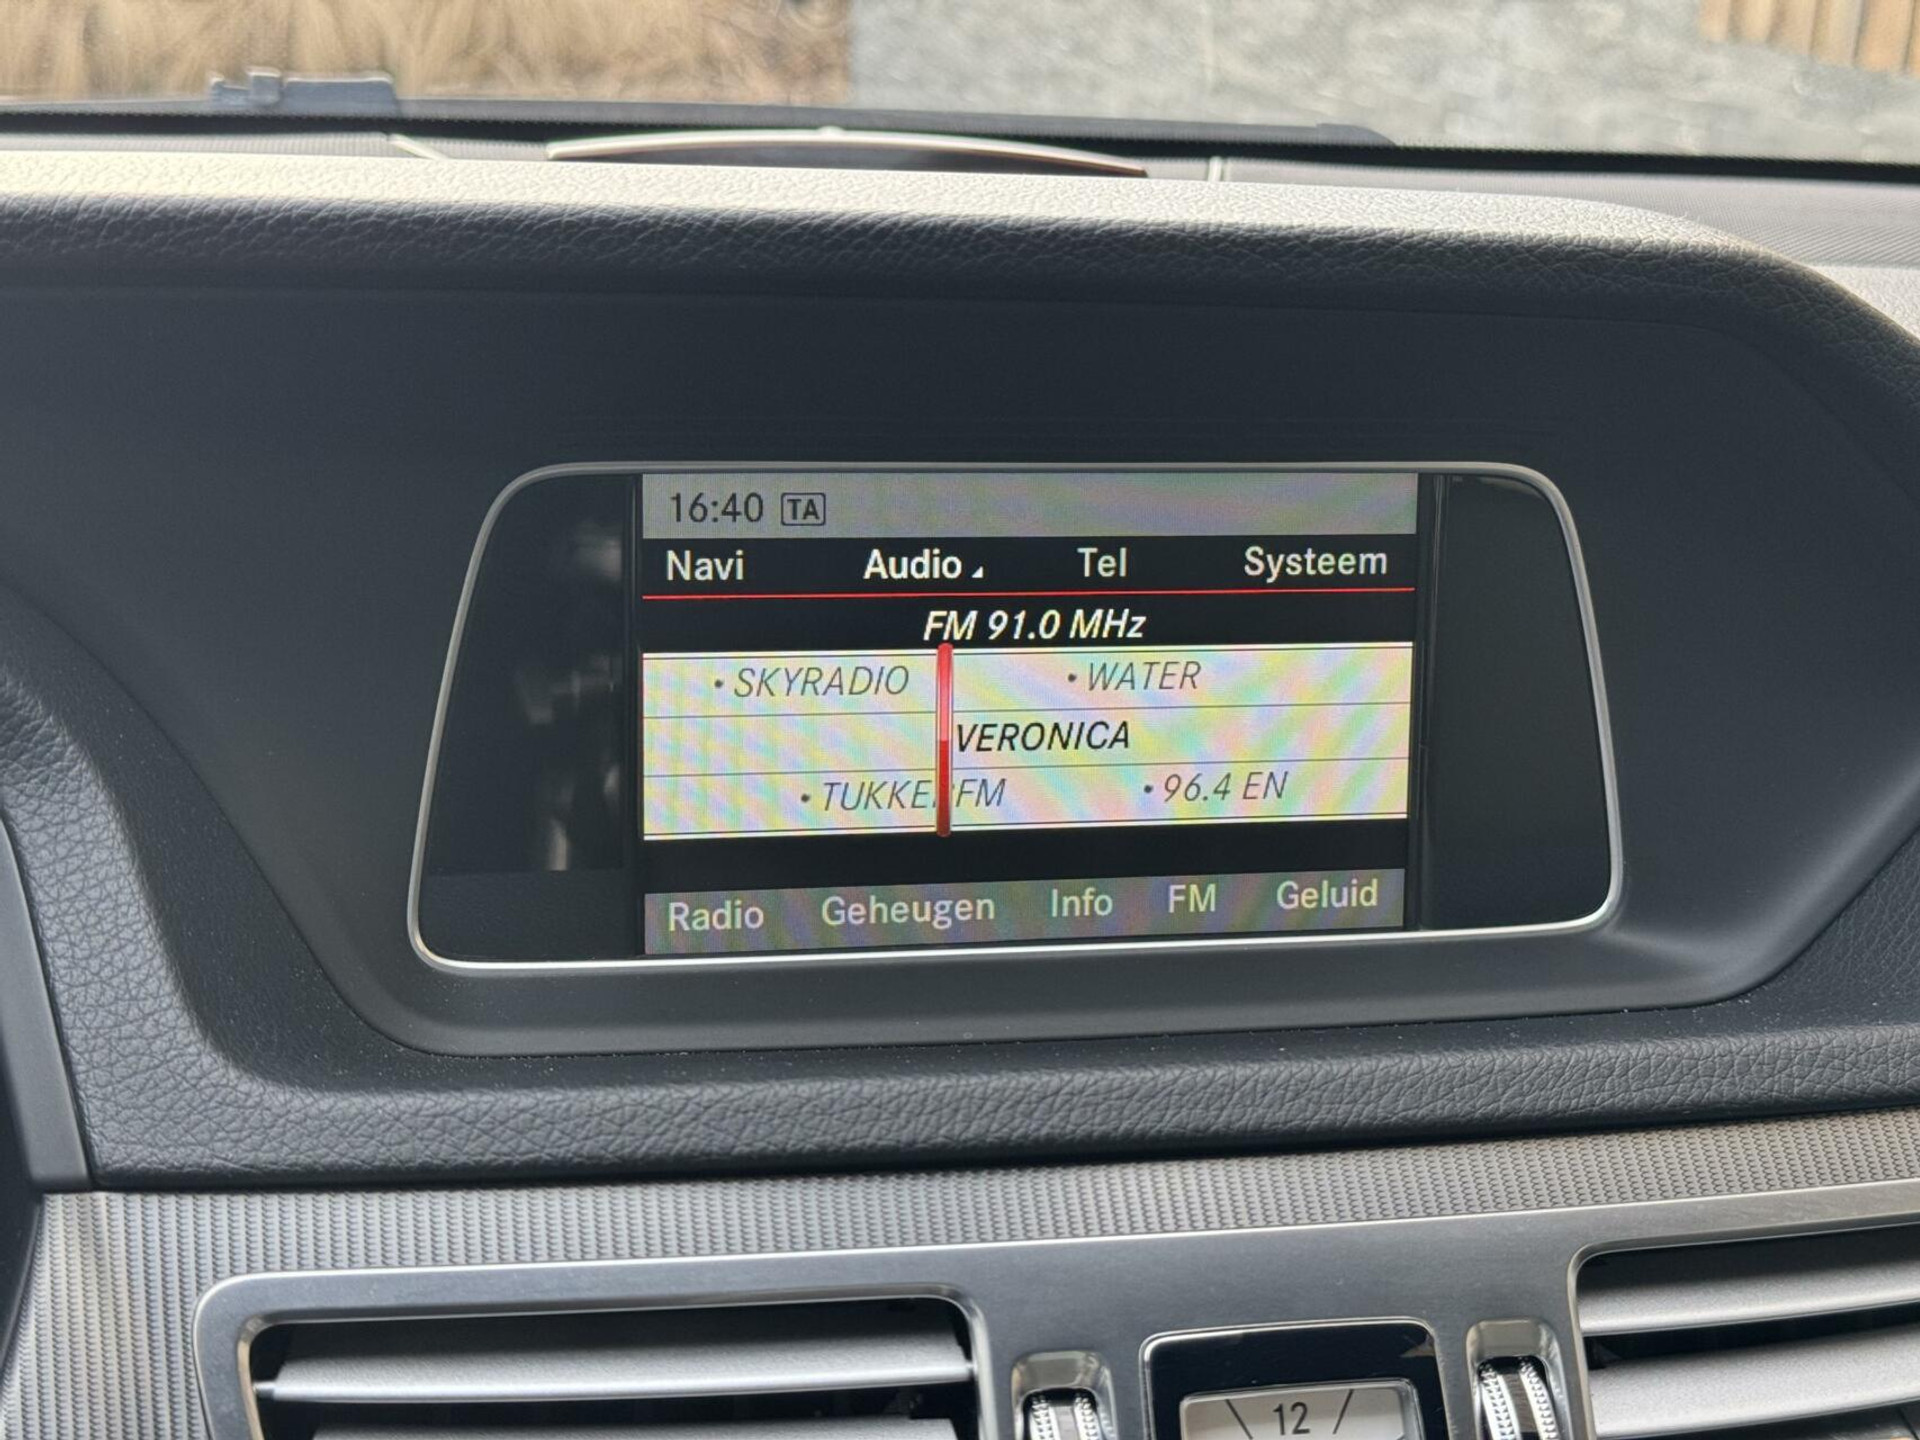 16:40 TA
Navi Audio Tel Systeem
FM 91.0 MHz
• SKYRADIO • WATER
VERONICA
• TUKKE FM • 96.4 EN
Radio Geheugen Info FM Geluid
12